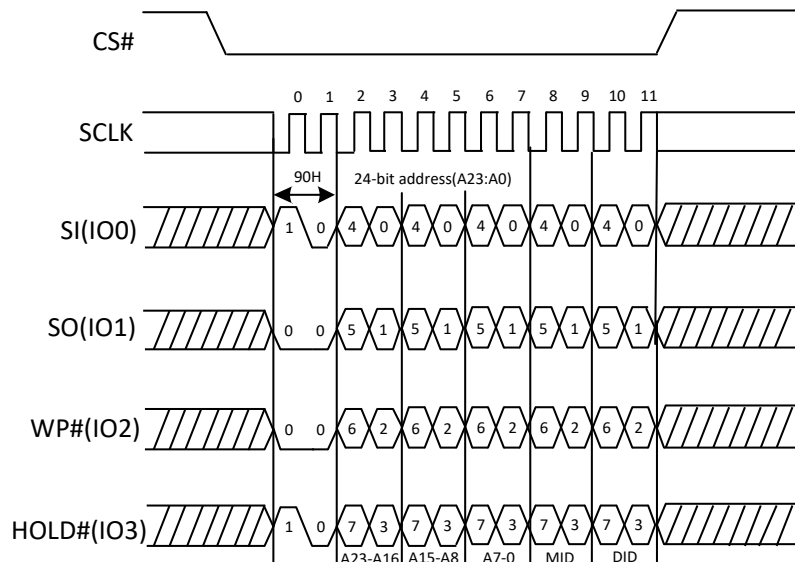 CS#
0 1 2 3 4 5 6 7 8 9 10 11
SCLK
90H 24-bit address(A23:A0)
SI(IO0) 1 0 4 0 4 0 4 0 4 0 4 0
SO(IO1) 0 0 5 1 5 1 5 1 5 1 5 1
WP#(IO2) 0 0 6 2 6 2 6 2 6 2 6 2
HOLD#(IO3) 1 0 7 3 7 3 7 3 7 3 7 3
A23-A16 A15-A8 A7-0 MID DID